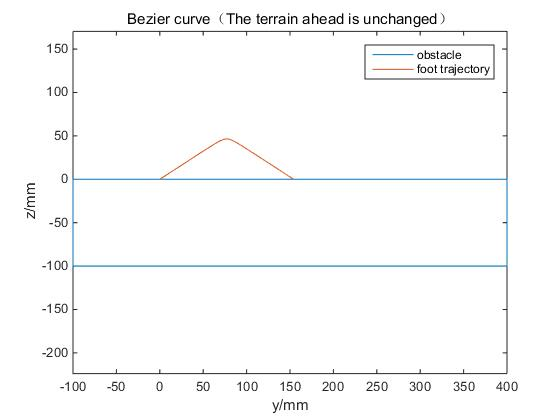 Bezier curve（The terrain ahead is unchanged）
obstacle
foot trajectory
z/mm
150
100
50
0
-50
-100
-150
-200
-100 -50 0 50 100 150 200 250 300 350 400
y/mm